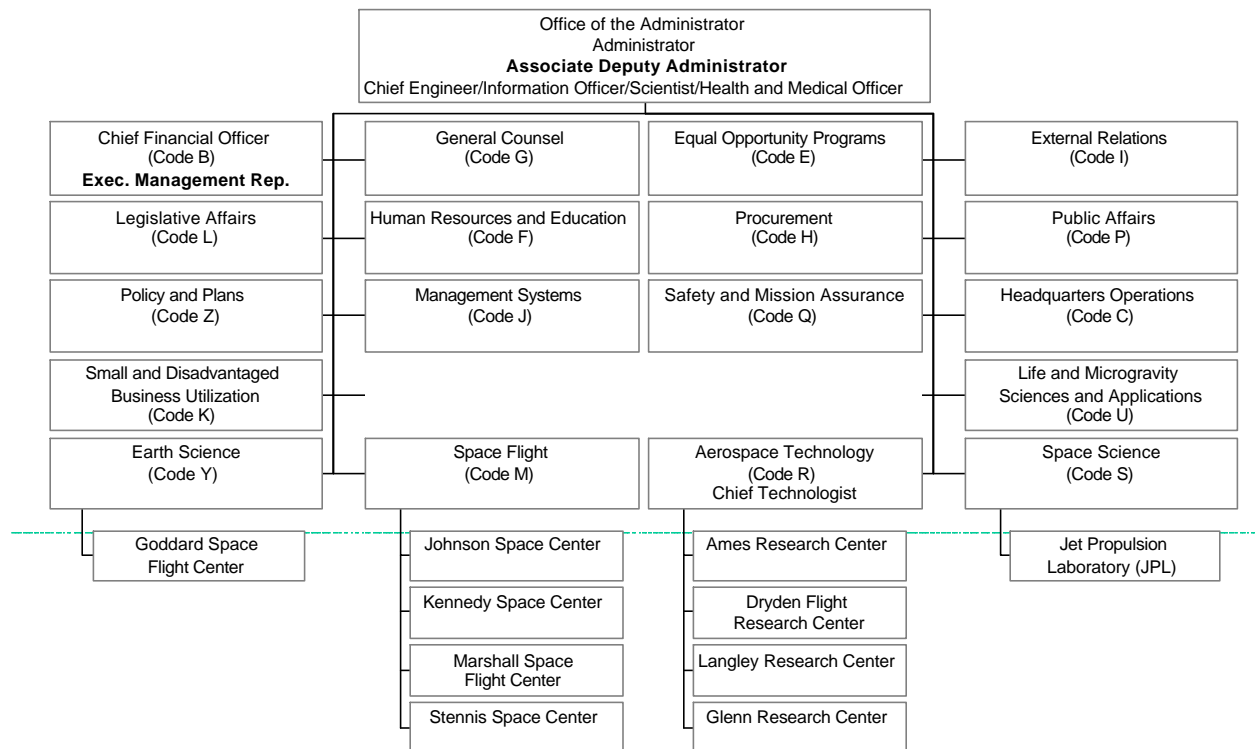 Office of the Administrator
Administrator
Associate Deputy Administrator
Chief Engineer/Information Officer/Scientist/Health and Medical Officer
Chief Financial Officer
(Code B)
Exec. Management Rep.
General Counsel
(Code G)
Equal Opportunity Programs
(Code E)
External Relations
(Code I)
Legislative Affairs
(Code L)
Human Resources and Education
(Code F)
Procurement
(Code H)
Public Affairs
(Code P)
Policy and Plans
(Code Z)
Management Systems
(Code J)
Safety and Mission Assurance
(Code Q)
Headquarters Operations
(Code C)
Small and Disadvantaged
Business Utilization
(Code K)
Life and Microgravity
Sciences and Applications
(Code U)
Earth Science
(Code Y)
Space Flight
(Code M)
Aerospace Technology
(Code R)
Chief Technologist
Space Science
(Code S)
Goddard Space
Flight Center
Johnson Space Center
Kennedy Space Center
Marshall Space
Flight Center
Stennis Space Center
Ames Research Center
Dryden Flight
Research Center
Langley Research Center
Glenn Research Center
Jet Propulsion
Laboratory (JPL)